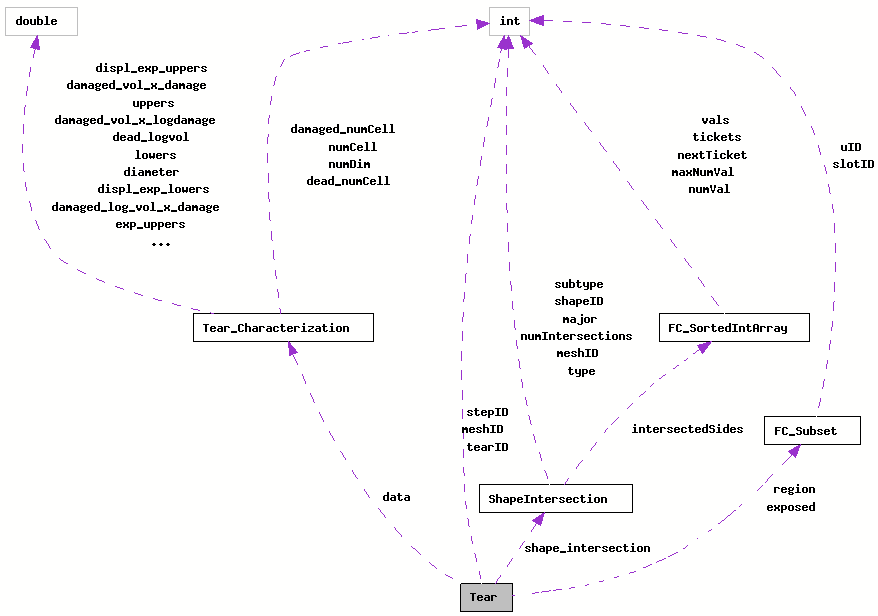 double
int
displ_exp_uppers
damaged_vol_x_damage
uppers
damaged_vol_x_logdamage
dead_logvol
lowers
diameter
displ_exp_lowers
damaged_log_vol_x_damage
exp_uppers
...
damaged_numCell
numCell
numDim
dead_numCell
vals
tickets
nextTicket
maxNumVal
numVal
uID
slotID
subtype
shapeID
major
numIntersections
meshID
type
Tear_Characterization
FC_SortedIntArray
stepID
meshID
tearID
intersectedSides
FC_Subset
data
ShapeIntersection
region
exposed
shape_intersection
Tear